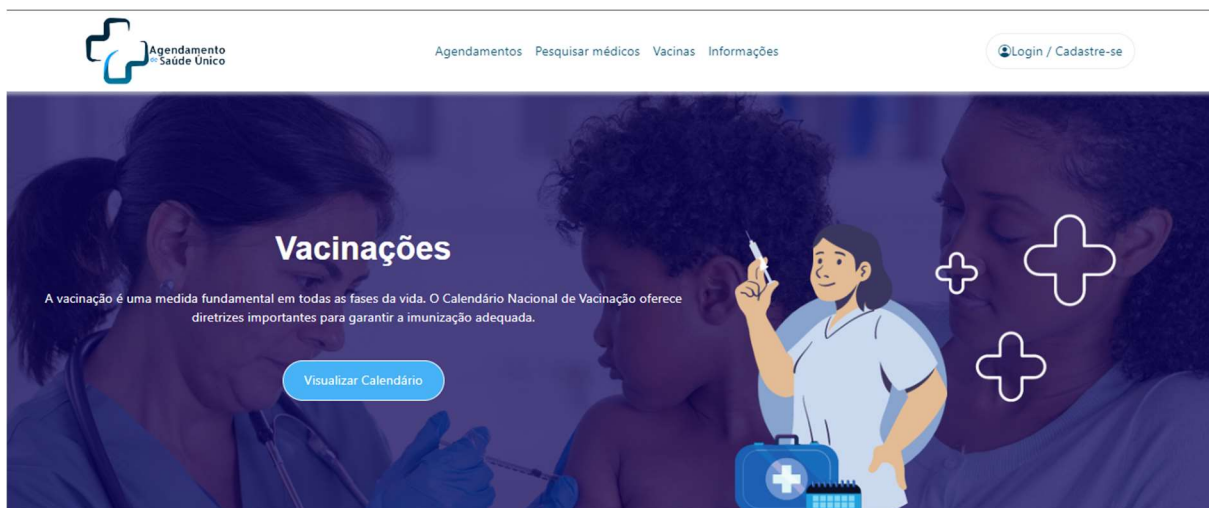 Agendamento
de Saúde Único
Agendamentos Pesquisar médicos Vacinas Informações
Login / Cadastre-se
Vacinações
A vacinação é uma medida fundamental em todas as fases da vida. O Calendário Nacional de Vacinação oferece
diretrizes importantes para garantir a imunização adequada.
Visualizar Calendário